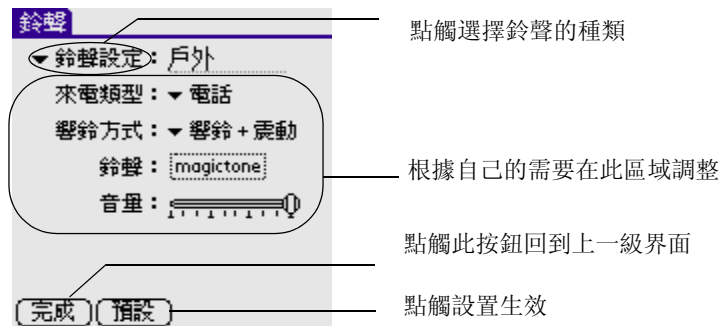 鈴聲
點觸選擇鈴聲的種類
▼ 鈴聲設定：戶外
來電類型：▼ 電話
響鈴方式：▼ 響鈴 + 震動
鈴聲：magictone
音量：
根據自己的需要在此區域調整
點觸此按鈕回到上一級界面
完成 預設
點觸設置生效